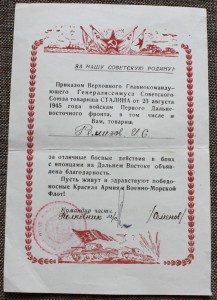 ЗА НАШУ СОВЕТСКУЮ РОДИНУ!
Приказом Верховного Главнокоманду-
ющего Генералиссимуса Советского
Союза товарища СТАЛИНА от 23 августа
1945 года войскам Первого Дальне-
восточного фронта, в том числе и
Вам, товарищ
за отличные боевые действия в боях
с японцами на Дальнем Востоке объяв-
лена благодарность.
Пусть живут и здравствуют победо-
носные Красная Армия и Военно-Морской
Флот!
Командир части
Полковник